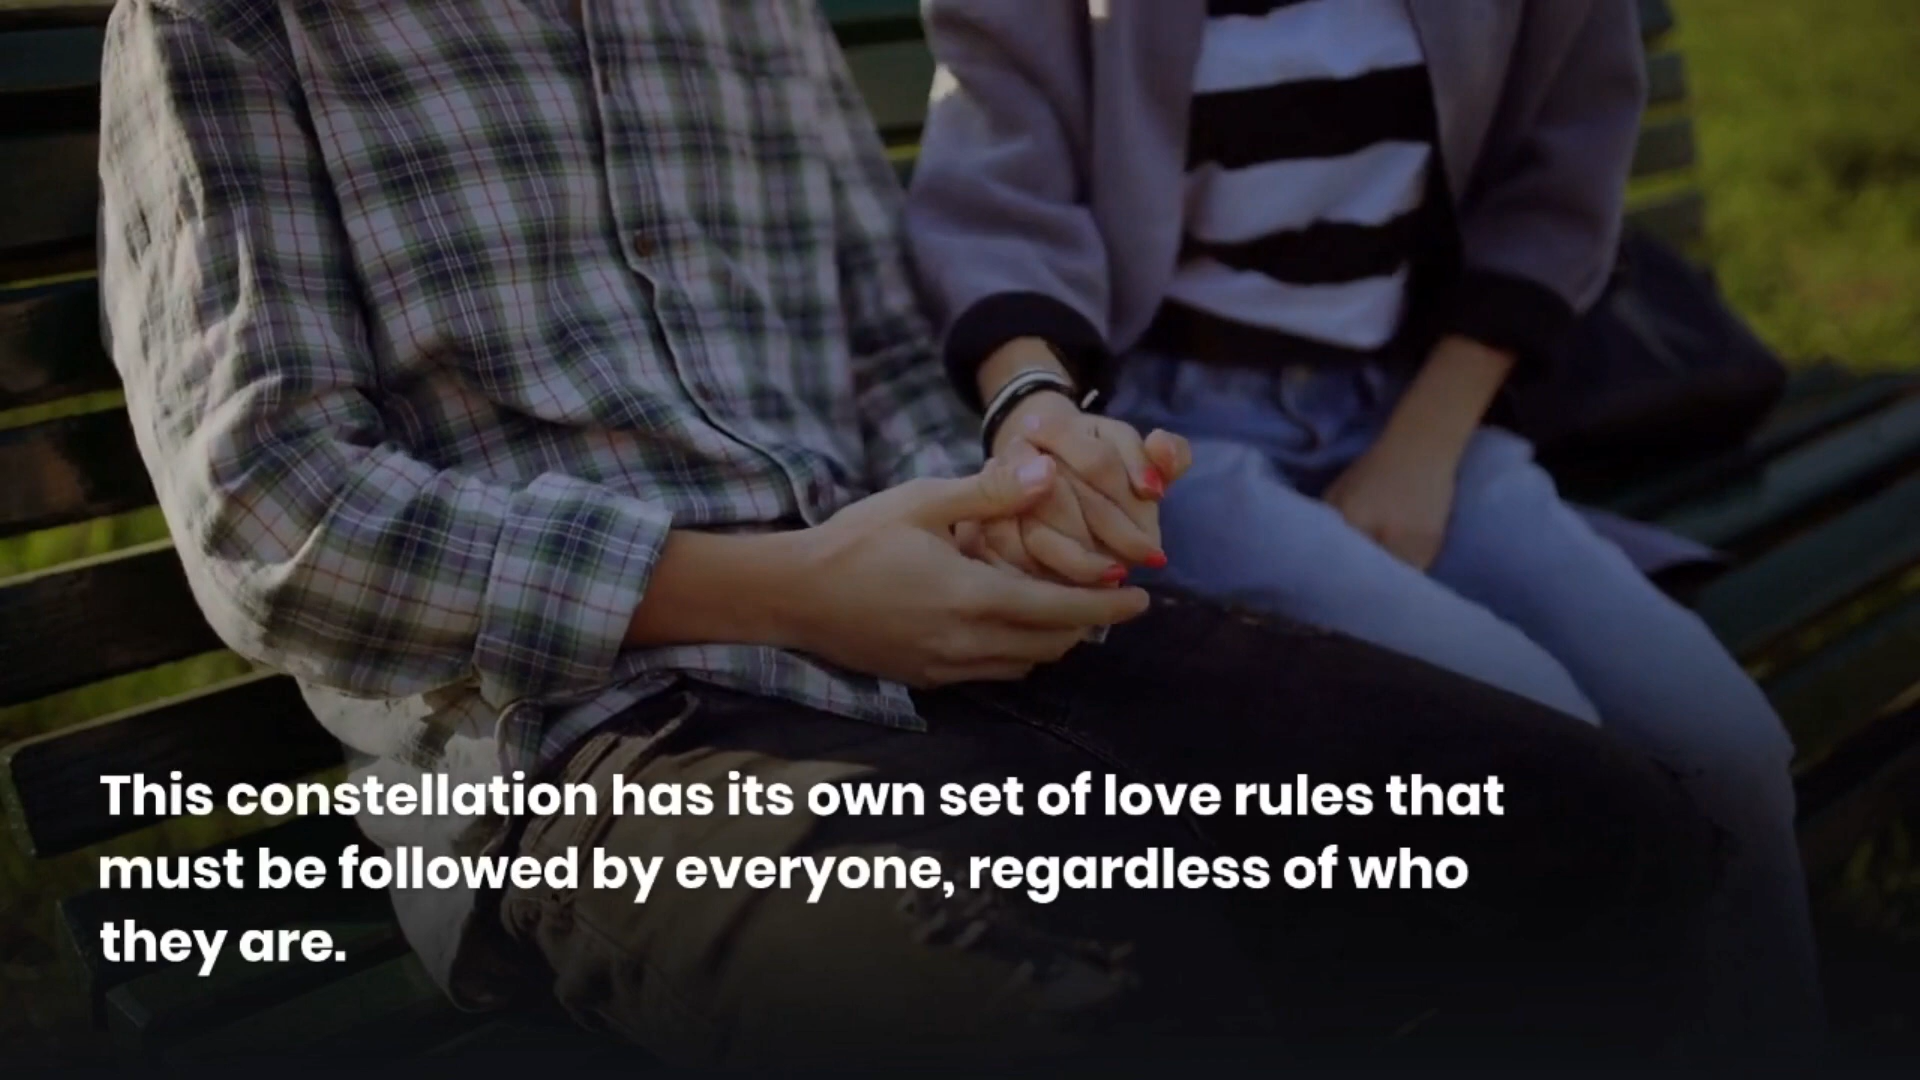 This constellation has its own set of love rules that
must be followed by everyone, regardless of who
they are.